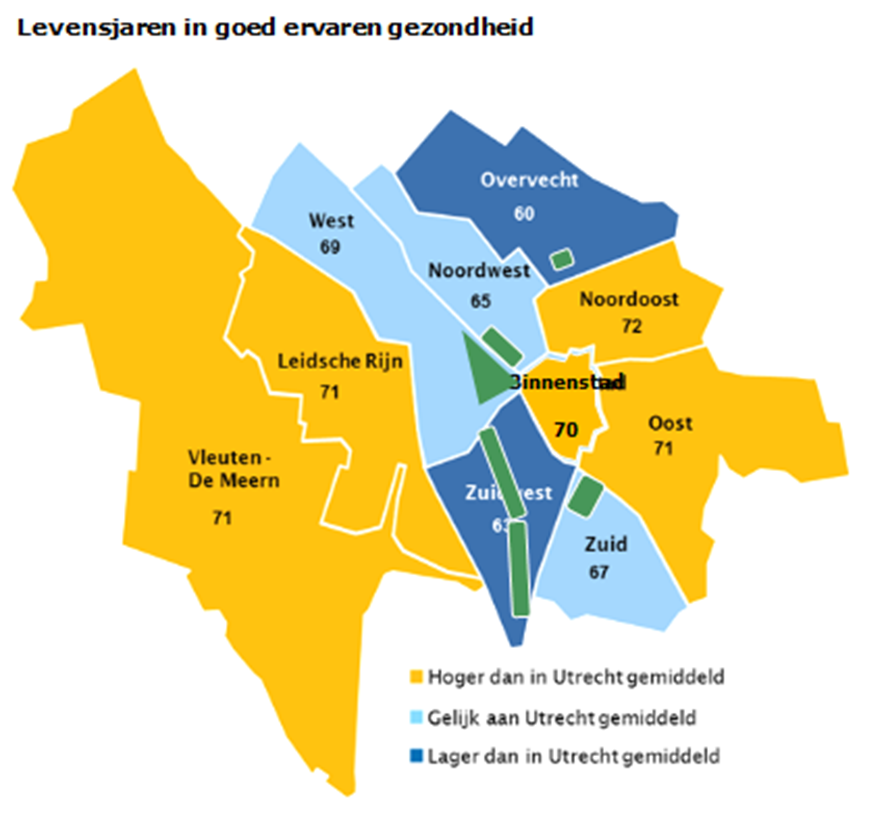 Levensjaren in goed ervaren gezondheid
Overvecht
60
West
69
Noordwest
65
Noordoost
72
Leidsche Rijn
71
Binnenstad
70
Oost
71
Vleuten -
De Meern
71
Zuidwest
63
Zuid
67
Hoger dan in Utrecht gemiddeld
Gelijk aan Utrecht gemiddeld
Lager dan in Utrecht gemiddeld